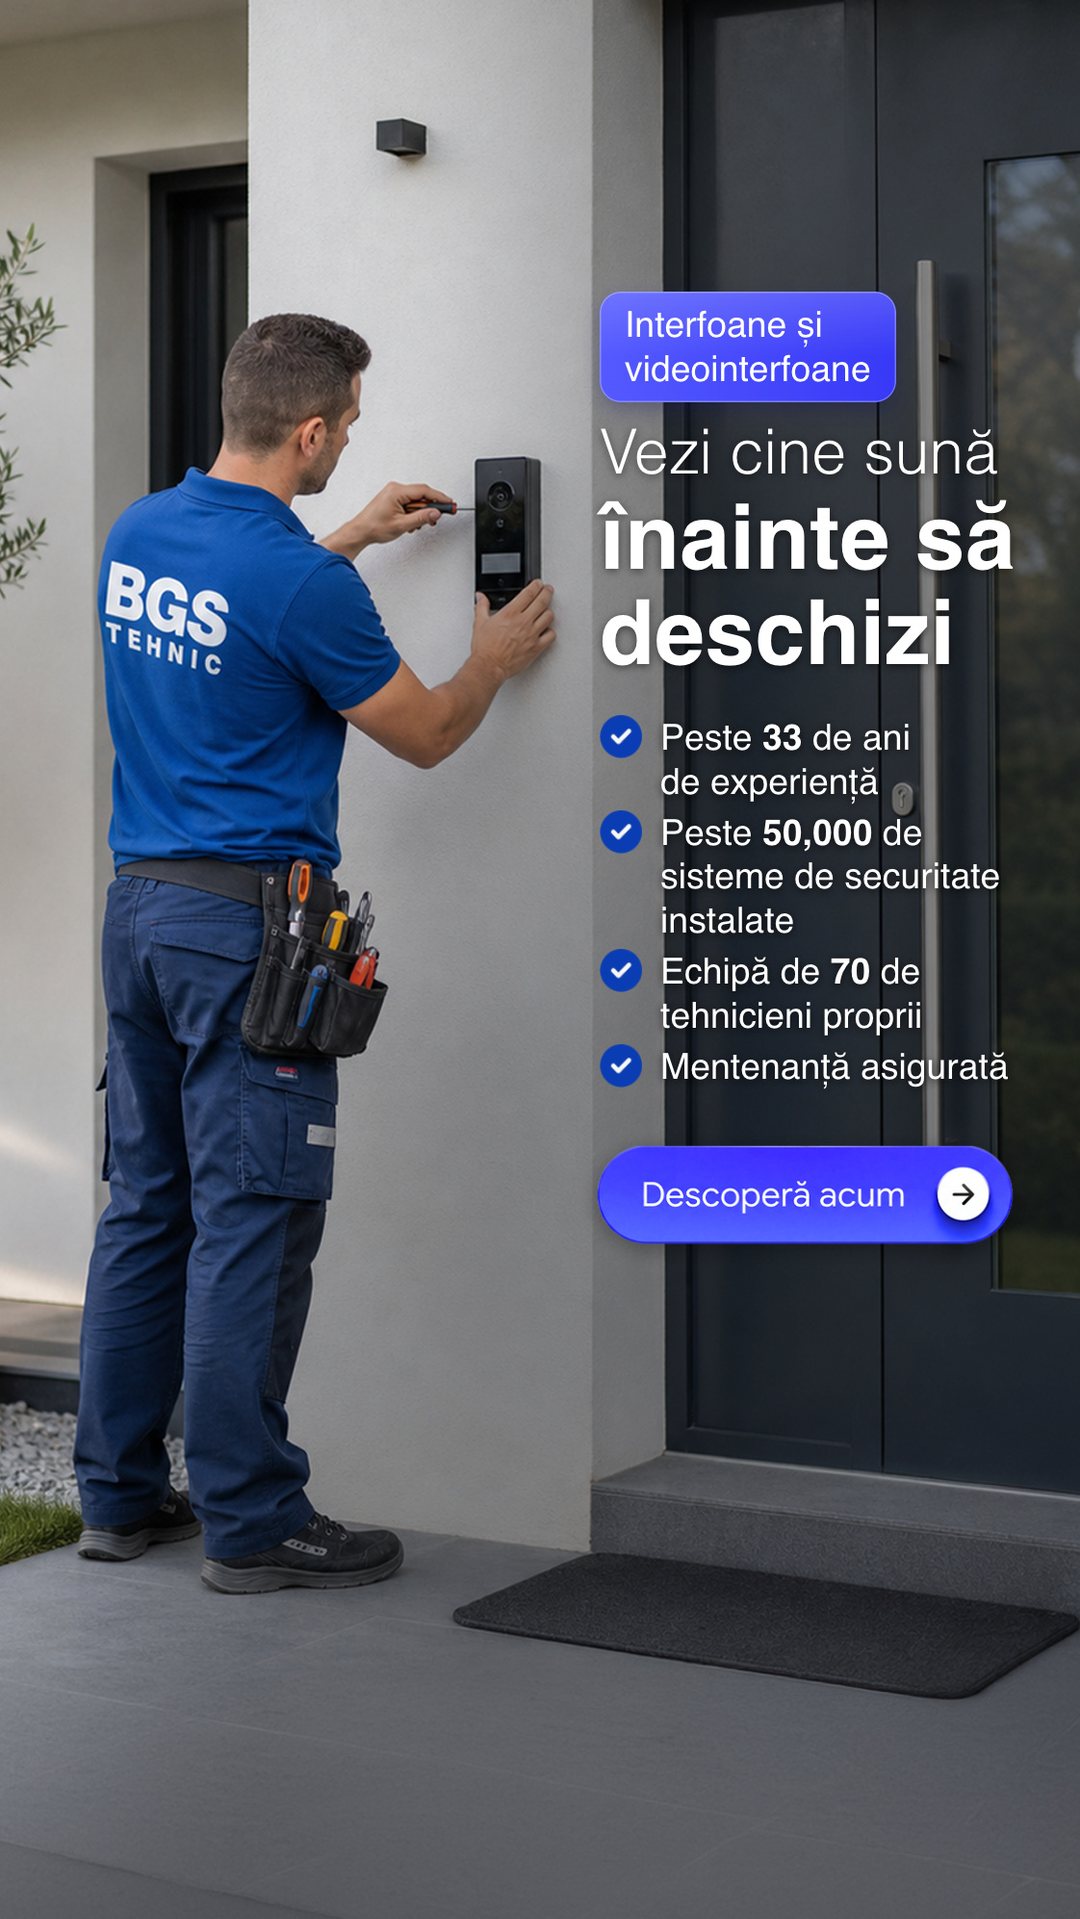 BGS
TEHNIC
Interfoane și
videointerfoane
Vezi cine sună
înainte să
deschizi
Peste 33 de ani
de experiență
Peste 50,000 de
sisteme de securitate
instalate
Echipă de 70 de
tehnicieni proprii
Mentenanță asigurată
Descoperă acum